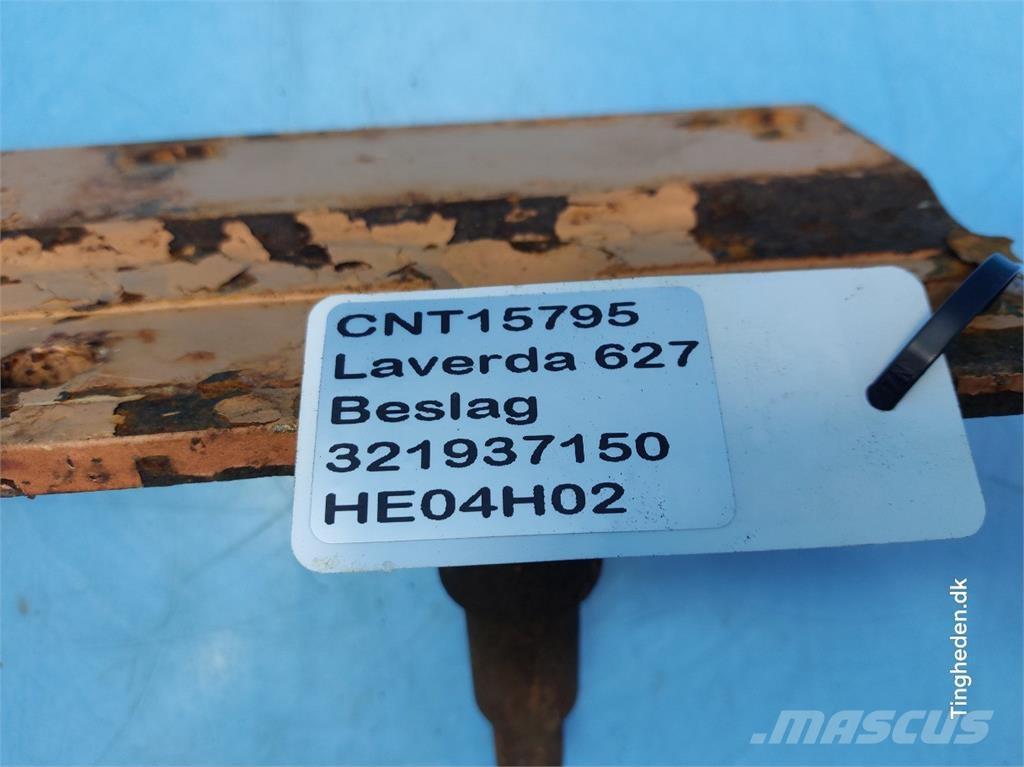 CNT15795
Laverda 627
Beslag
321937150
HE04H02
Tingheden.dk
MASCUS